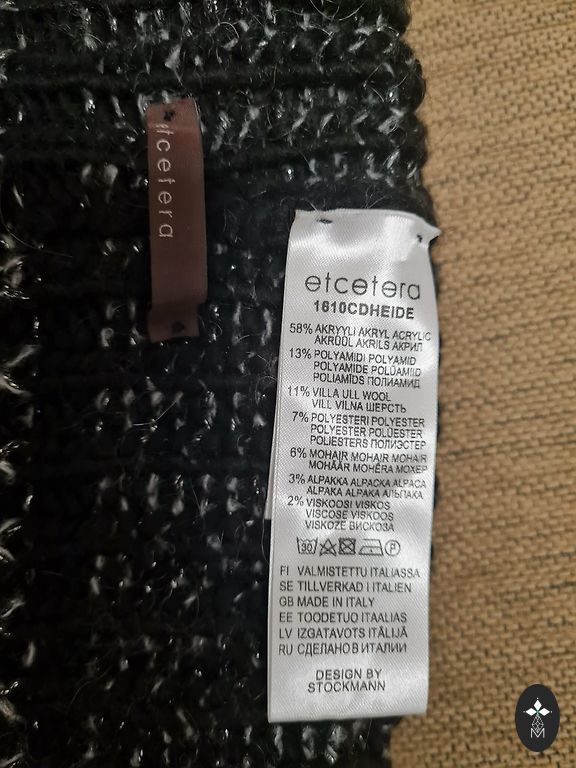 etcetera
etcetera
1610CDHEIDE
58% AKRYYLI AKRYL ACRYLIC
AKRÜÜL AKRILS АКРИЛ
13% POLYAMIDI POLYAMID
POLYAMIDE POLÜAMIID
POLIAMĪDS ПОЛИАМИД
11% VILLA ULL WOOL
VILL VILNA ШЕРСТЬ
7% POLYESTERI POLYESTER
POLYESTER POLÜESTER
POLIESTERS ПОЛИЭСТЕР
6% MOHAIR MOHAIR MOHAIR
MOHÄÄR MOHĒRA МОХЕР
3% ALPAKKA ALPACKA ALPACA
ALPAKA ALPAKA АЛЬПАКА
2% VISKOOSI VISKOS
VISCOSE VISKOOS
VISKOZE ВИСКОЗА
P
FI VALMISTETTU ITALIASSA
SE TILLVERKAD I ITALIEN
GB MADE IN ITALY
EE TOODETUD ITAALIAS
LV IZGATAVOTS ITĀLIJĀ
RU СДЕЛАНО В ИТАЛИИ
DESIGN BY
STOCKMANN
M